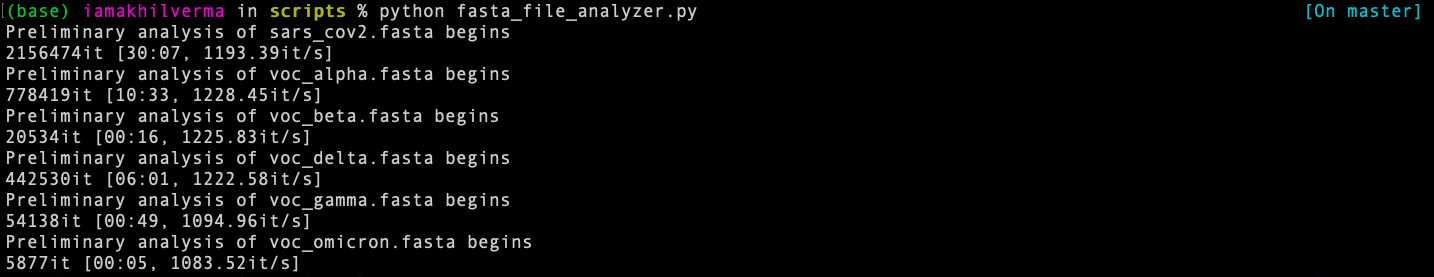 (base) iamakhilverma in scripts % python fasta_file_analyzer.py [On master]
Preliminary analysis of sars_cov2.fasta begins
2156474it [30:07, 1193.39it/s]
Preliminary analysis of voc_alpha.fasta begins
778419it [10:33, 1228.45it/s]
Preliminary analysis of voc_beta.fasta begins
20534it [00:16, 1225.83it/s]
Preliminary analysis of voc_delta.fasta begins
442530it [06:01, 1222.58it/s]
Preliminary analysis of voc_gamma.fasta begins
54138it [00:49, 1094.96it/s]
Preliminary analysis of voc_omicron.fasta begins
5877it [00:05, 1083.52it/s]